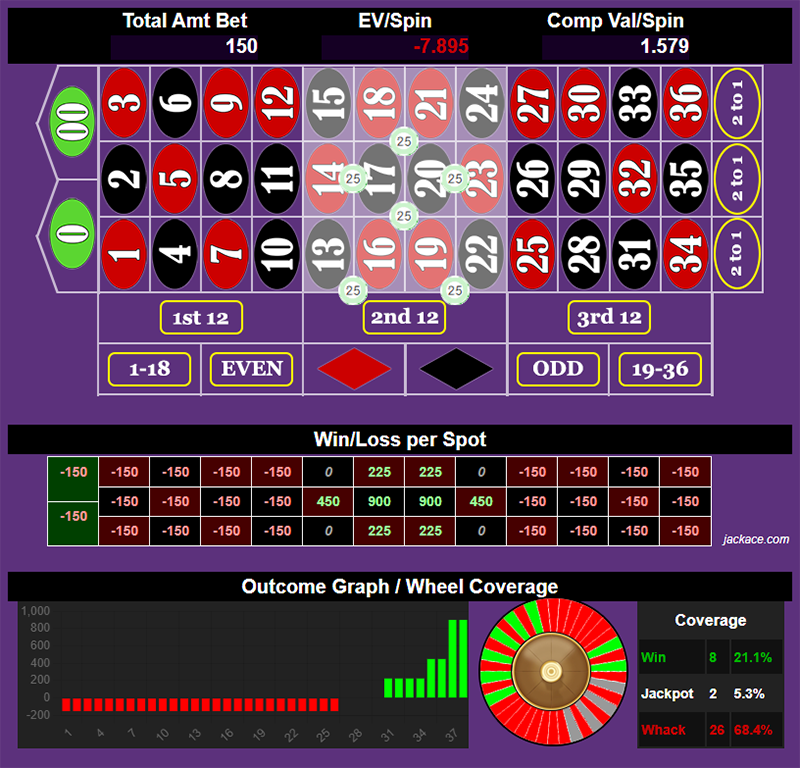 Total Amt Bet EV/Spin Comp Val/Spin
150 -7.895 1.579
00 3 6 9 12 15 18 21 24 27 30 33 36 2 to 1
25
2 5 8 11 14 25 17 20 25 23 26 29 32 35 2 to 1
25
0 1 4 7 10 13 16 19 22 25 28 31 34 2 to 1
25 25
1st 12 2nd 12 3rd 12
1-18 EVEN ODD 19-36
Win/Loss per Spot
-150 -150 -150 -150 -150 0 225 225 0 -150 -150 -150 -150
-150 -150 -150 -150 450 900 900 450 -150 -150 -150 -150
-150 -150 -150 -150 -150 0 225 225 0 -150 -150 -150 -150
jackace.com
Outcome Graph / Wheel Coverage
1,000
800
600
400
200
0
-200
1 4 7 10 13 16 19 22 25 28 31 34 37
Coverage
Win 8 21.1%
Jackpot 2 5.3%
Whack 26 68.4%